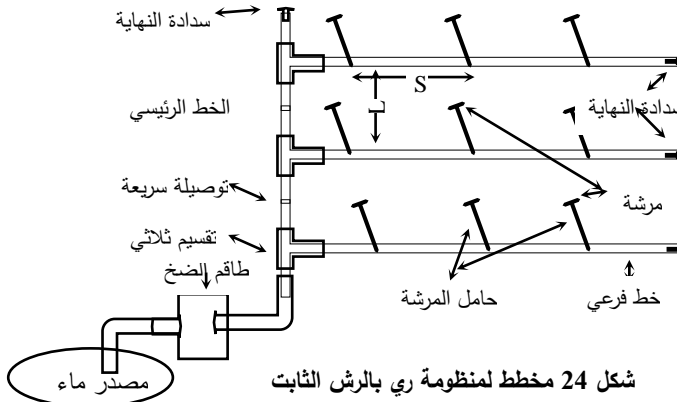 سدادة النهاية
S
L
الخط الرئيسي
سدادة النهاية
توصيلة سريعة
مرشة
تقسيم ثلاثي
طاقم الضخ
حامل المرشة
خط فرعي
مصدر ماء
شكل 24 مخطط لمنظومة ري بالرش الثابت